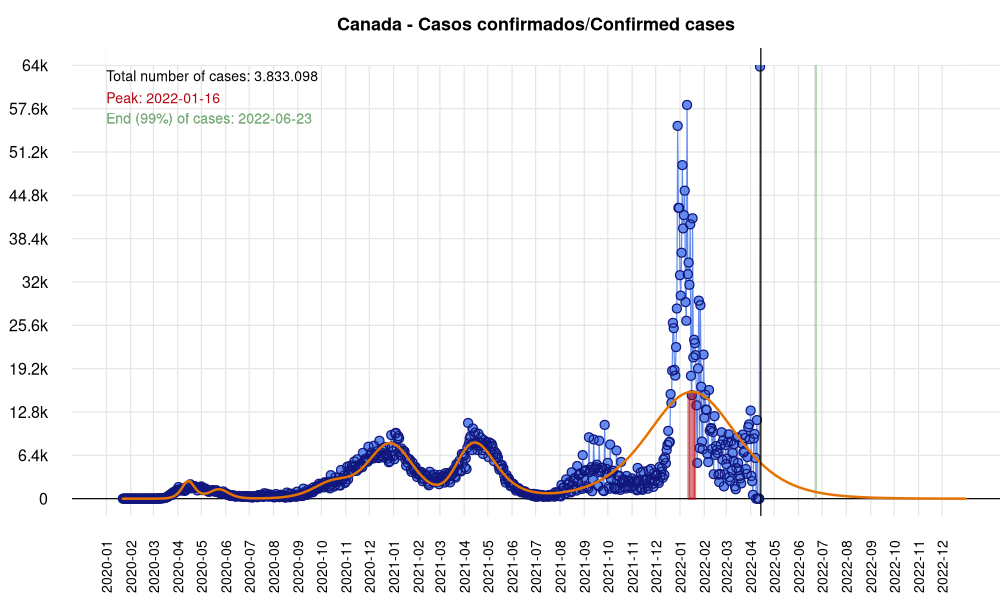 Canada - Casos confirmados/Confirmed cases
Total number of cases: 3.833.098
Peak: 2022-01-16
End (99%) of cases: 2022-06-23
64k
57.6k
51.2k
44.8k
38.4k
32k
25.6k
19.2k
12.8k
6.4k
0
2020-01
2020-02
2020-03
2020-04
2020-05
2020-06
2020-07
2020-08
2020-09
2020-10
2020-11
2020-12
2021-01
2021-02
2021-03
2021-04
2021-05
2021-06
2021-07
2021-08
2021-09
2021-10
2021-11
2021-12
2022-01
2022-02
2022-03
2022-04
2022-05
2022-06
2022-07
2022-08
2022-09
2022-10
2022-11
2022-12